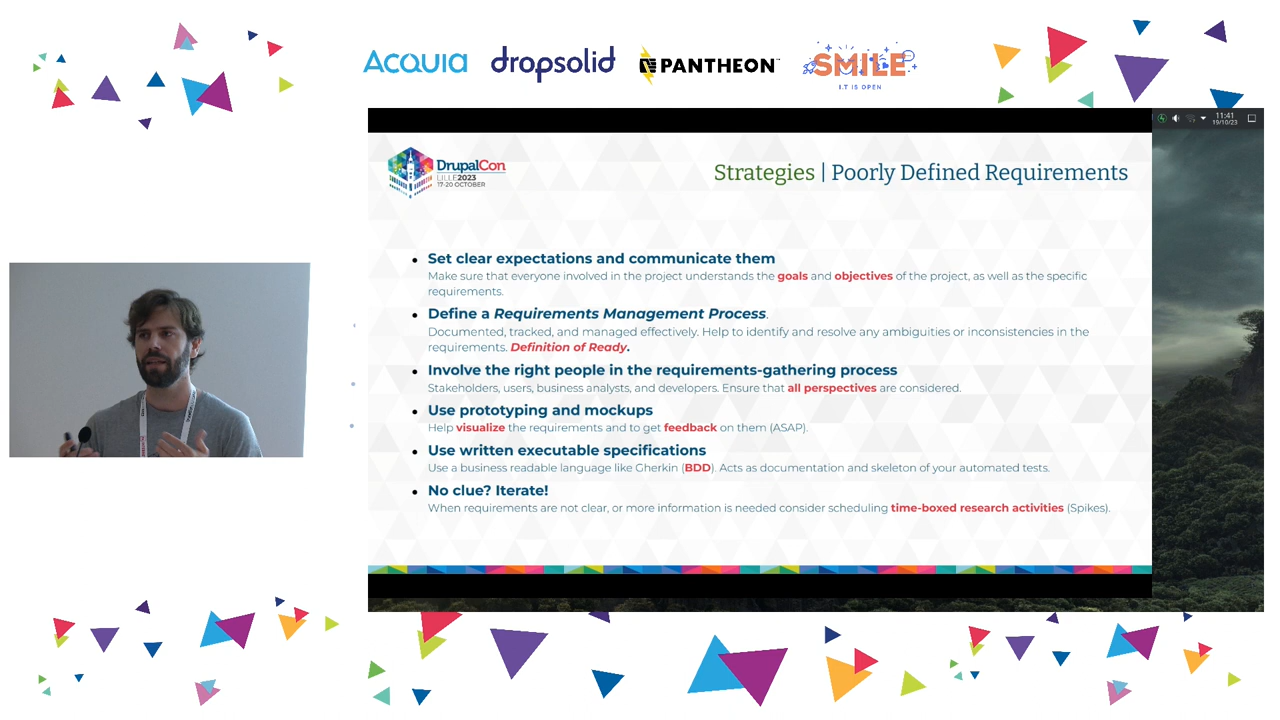 ACQUIA dropsolid PANTHEON SMILE
I.T IS OPEN
11:41
19/10/23
DrupalCon
LILLE2023
17-20 OCTOBER
Strategies | Poorly Defined Requirements
• Set clear expectations and communicate them
Make sure that everyone involved in the project understands the goals and objectives of the project, as well as the specific
requirements.
• Define a Requirements Management Process.
Documented, tracked, and managed effectively. Help to identify and resolve any ambiguities or inconsistencies in the
requirements. Definition of Ready.
• Involve the right people in the requirements-gathering process
Stakeholders, users, business analysts, and developers. Ensure that all perspectives are considered.
• Use prototyping and mockups
Help visualize the requirements and to get feedback on them (ASAP).
• Use written executable specifications
Use a business readable language like Gherkin (BDD). Acts as documentation and skeleton of your automated tests.
• No clue? Iterate!
When requirements are not clear, or more information is needed consider scheduling time-boxed research activities (Spikes).